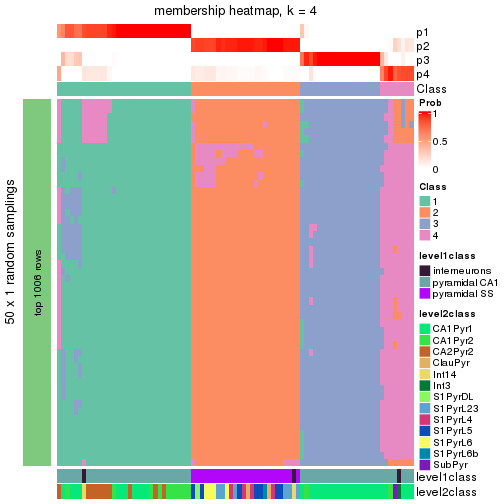 membership heatmap, k = 4
p1
p2
p3
p4
Class
50 x 1 random samplings
top 1006 rows
level1class
level2class
Prob
1
0.5
0
Class
1
2
3
4
level1class
interneurons
pyramidal CA1
pyramidal SS
level2class
CA1Pyr1
CA1Pyr2
CA2Pyr2
ClauPyr
Int14
Int3
S1PyrDL
S1PyrL23
S1PyrL4
S1PyrL5
S1PyrL6
S1PyrL6b
SubPyr